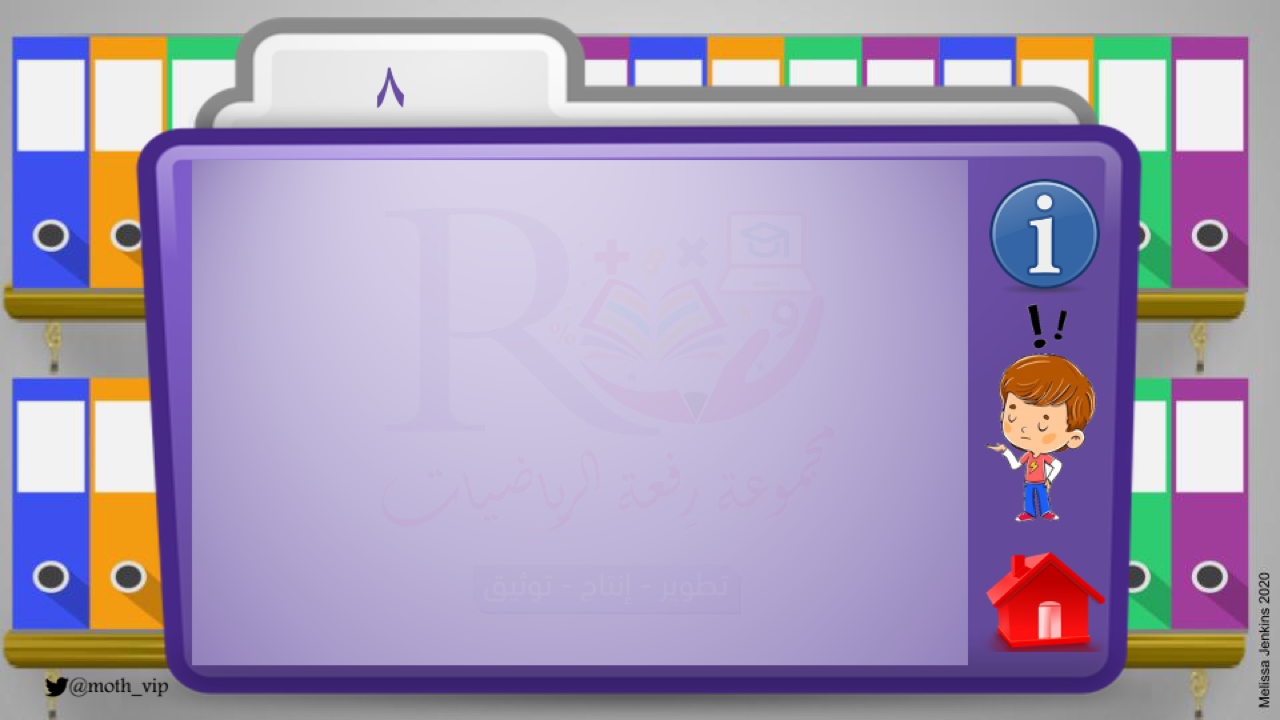 ٨
مجموعة رفعة الرياضيات
تطوير - إنتاج - توثيق
@moth_vip
Melissa Jenkins 2020